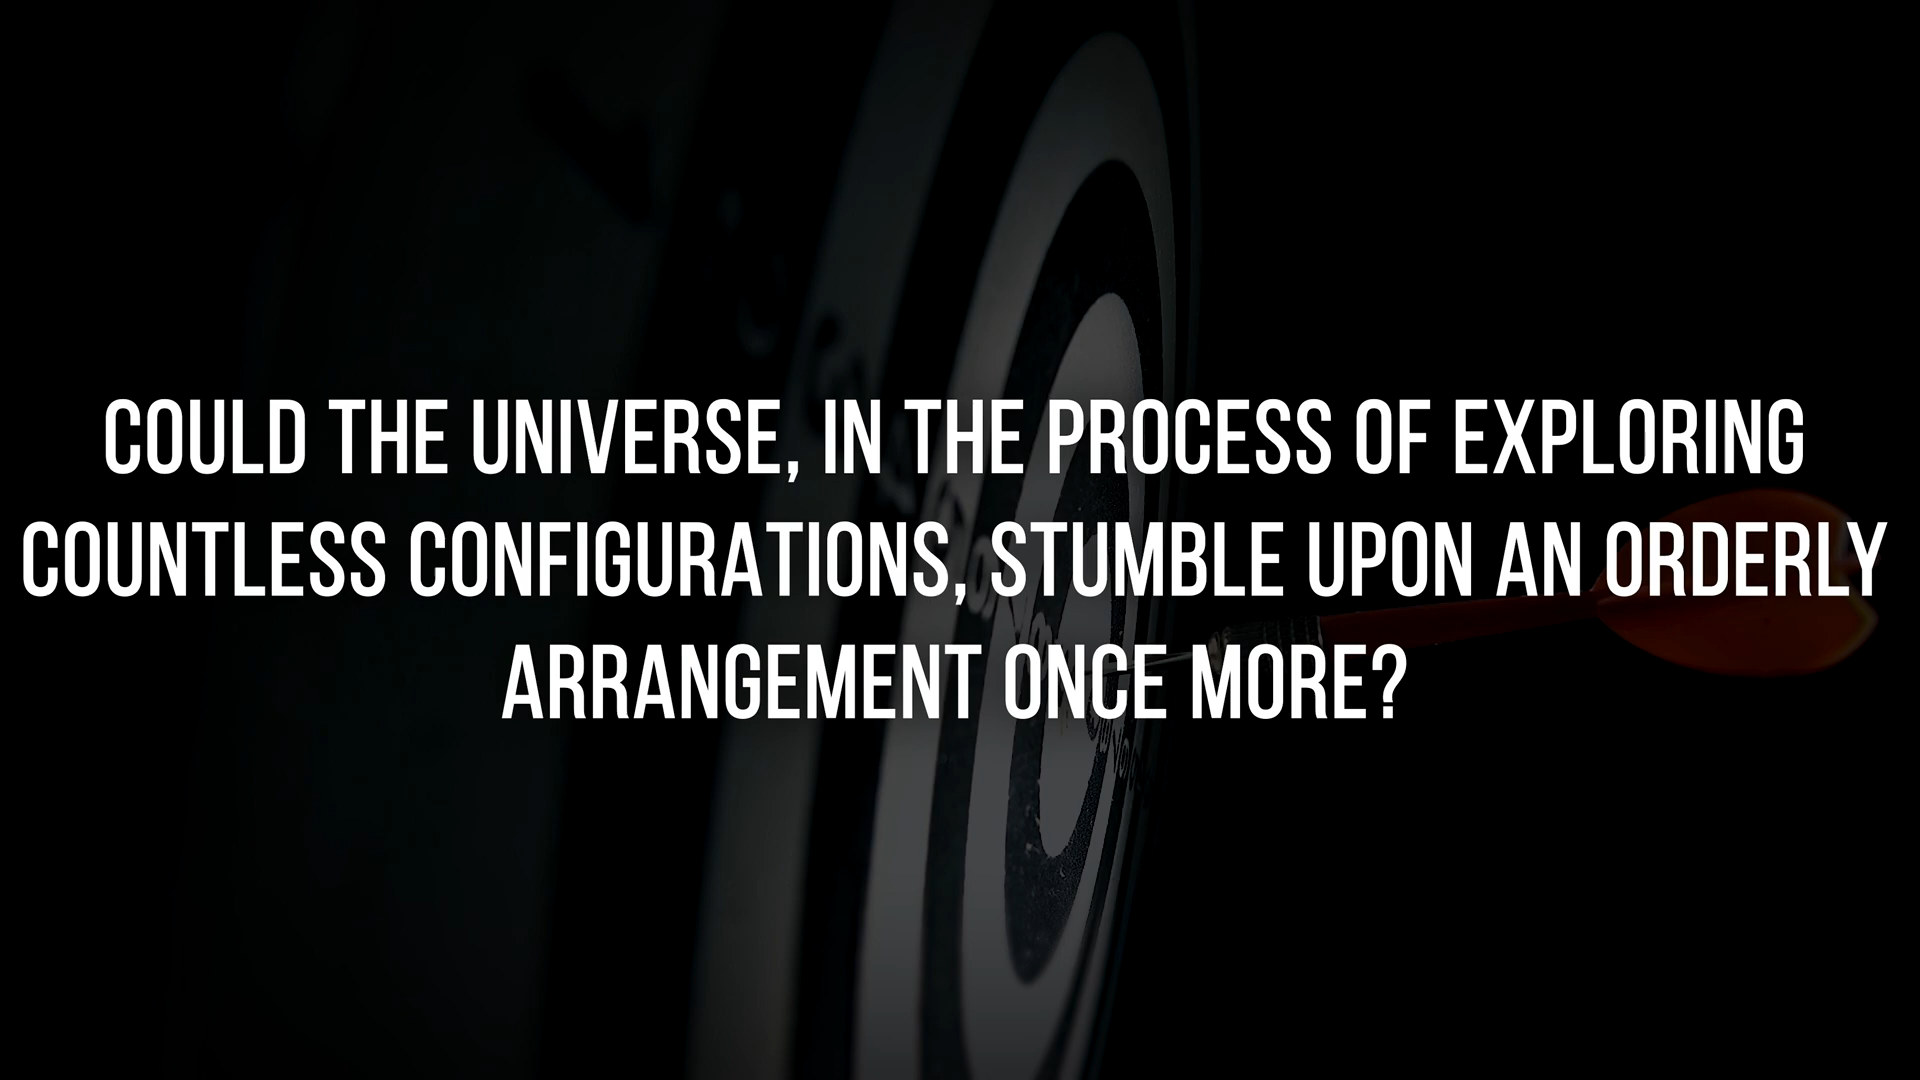 COULD THE UNIVERSE, IN THE PROCESS OF EXPLORING
COUNTLESS CONFIGURATIONS, STUMBLE UPON AN ORDERLY
ARRANGEMENT ONCE MORE?